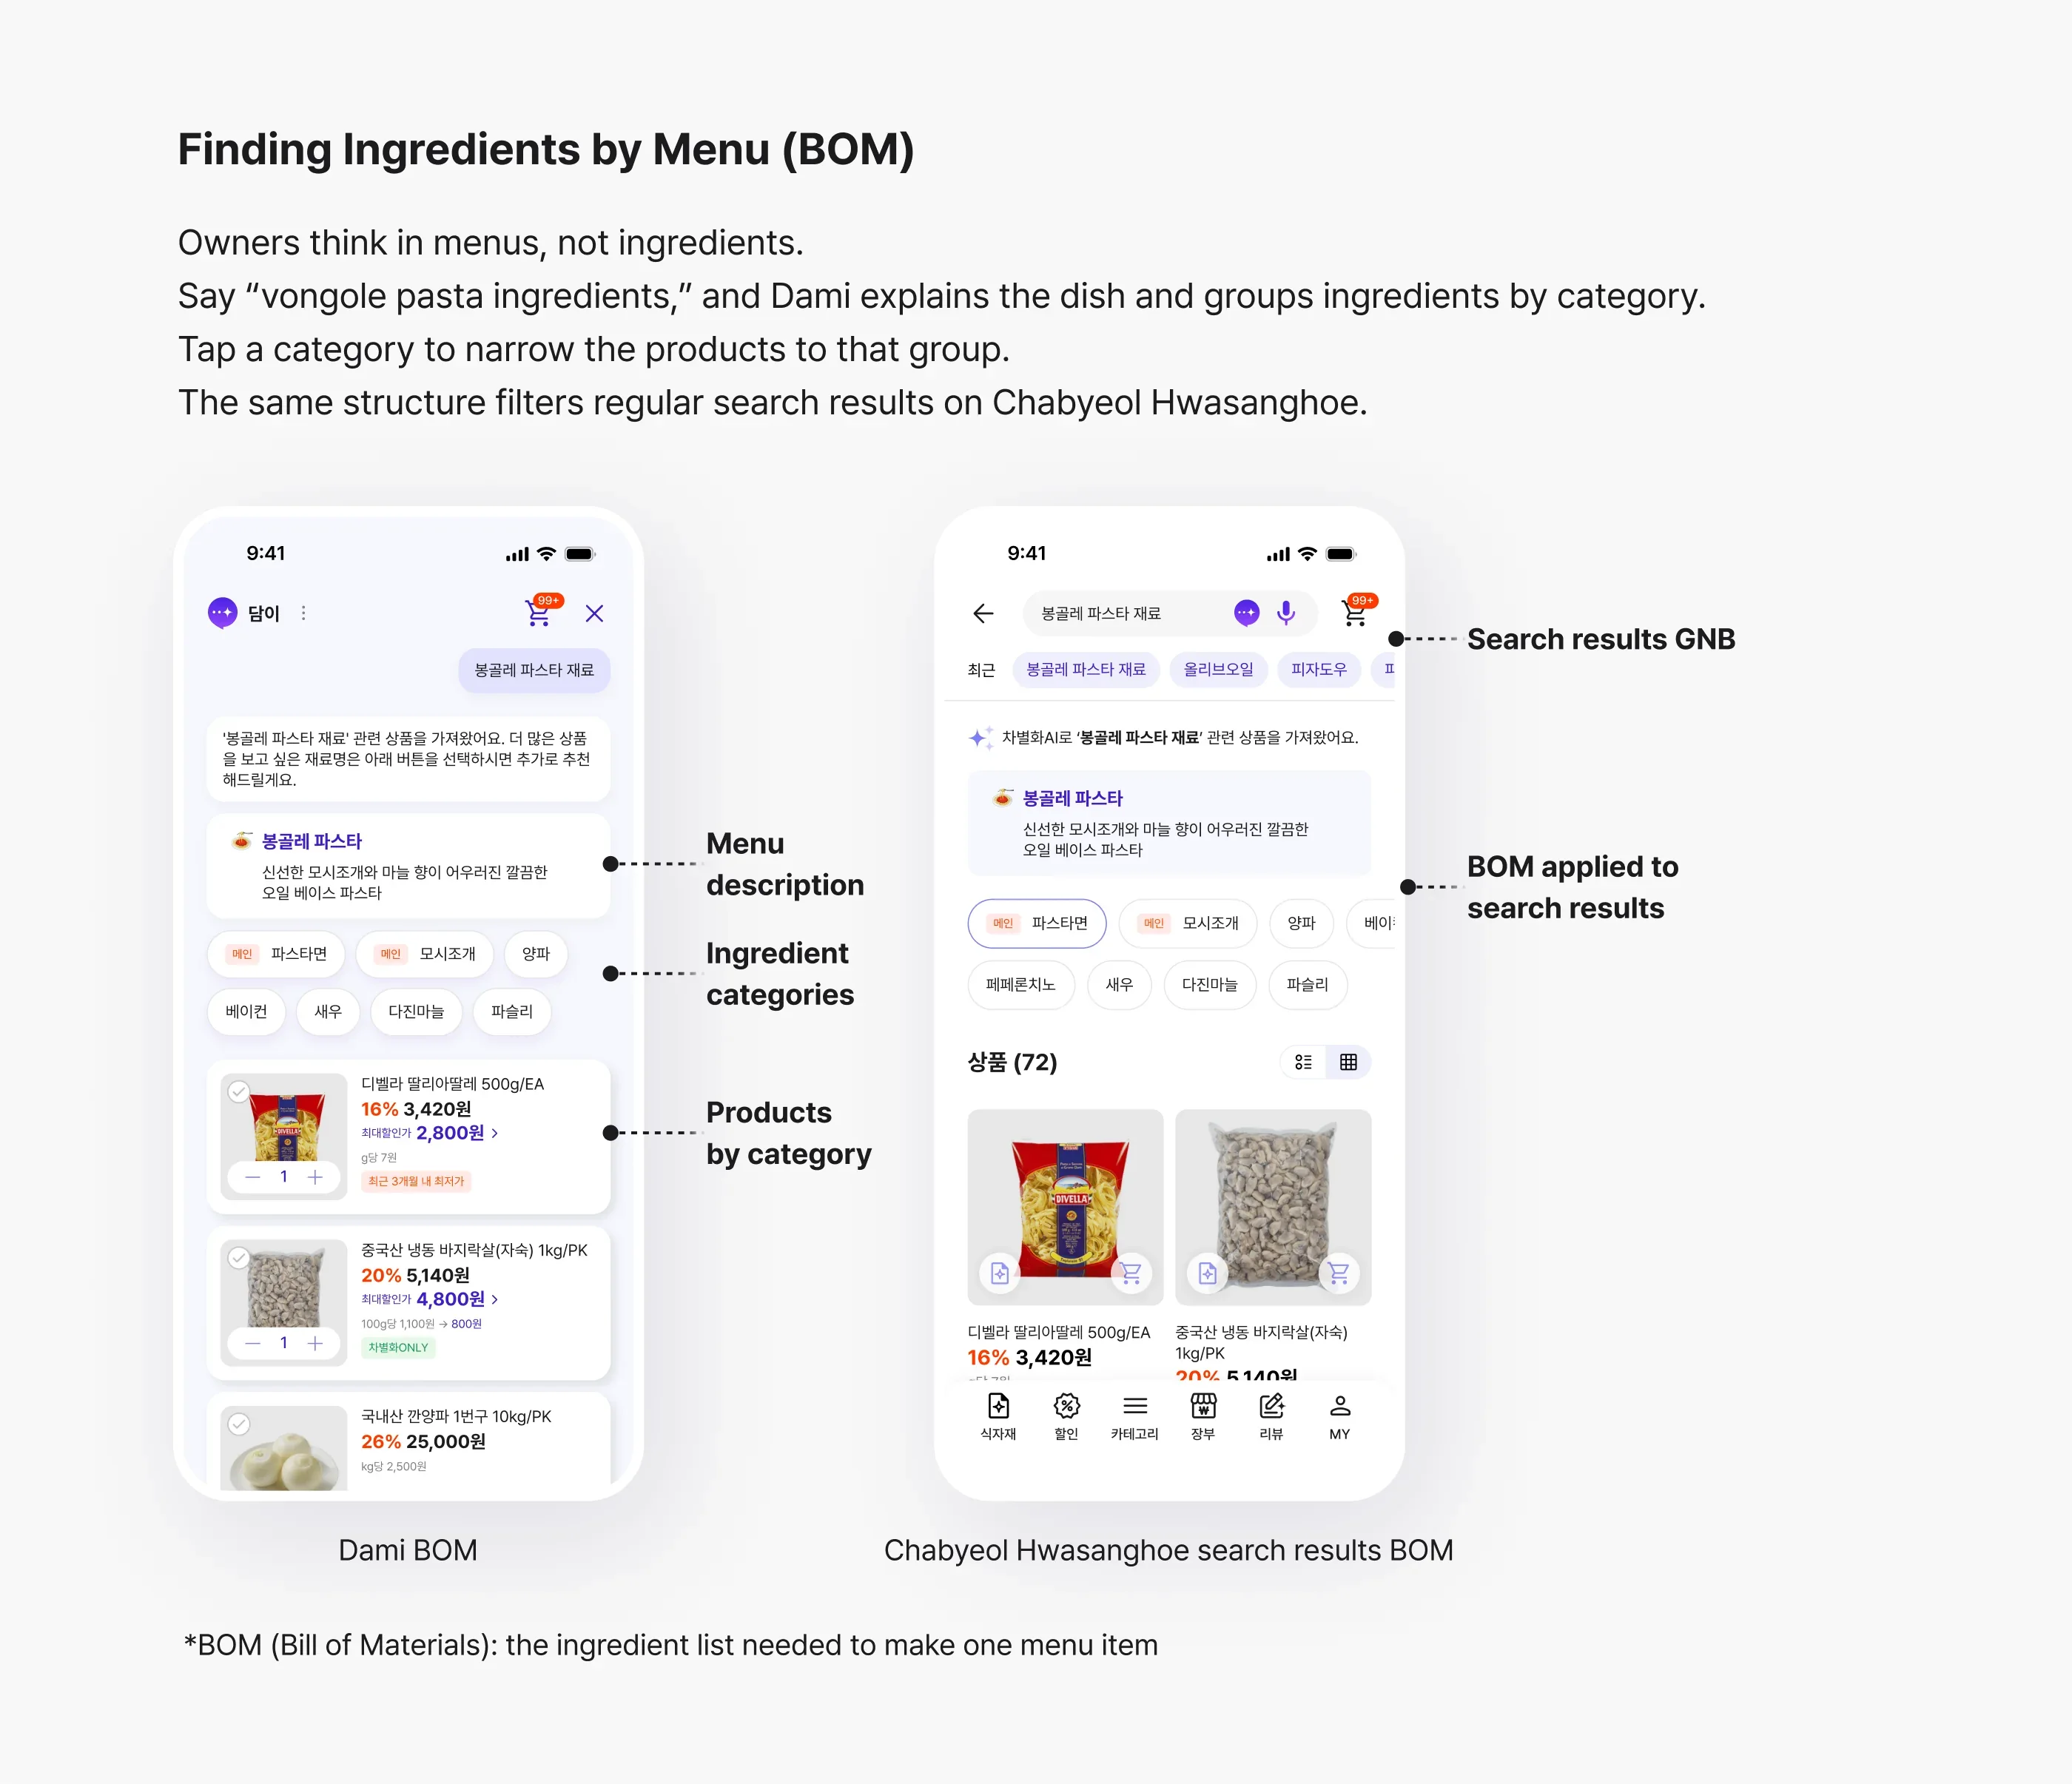 Finding Ingredients by Menu (BOM)
Owners think in menus, not ingredients.
Say “vongole pasta ingredients,” and Dami explains the dish and groups ingredients by category.
Tap a category to narrow the products to that group.
The same structure filters regular search results on Chabyeol Hwasanghoe.
9:41
담이
99+
봉골레 파스타 재료
'봉골레 파스타 재료' 관련 상품을 가져왔어요. 더 많은 상품
을 보고 싶은 재료명은 아래 버튼을 선택하시면 추가로 추천
해드릴게요.
봉골레 파스타
신선한 모시조개와 마늘 향이 어우러진 깔끔한
오일 베이스 파스타
메인 파스타면 메인 모시조개 양파
베이컨 새우 다진마늘 파슬리
디벨라 딸리아딸레 500g/EA
16% 3,420원
최대할인가 2,800원
g당 7원
최근 3개월 내 최저가
DIVELLA
1
중국산 냉동 바지락살(자숙) 1kg/PK
20% 5,140원
최대할인가 4,800원
100g당 1,100원 → 800원
차별화ONLY
1
국내산 깐양파 1번구 10kg/PK
26% 25,000원
kg당 2,500원
Menu
description
Ingredient
categories
Products
by category
Dami BOM
9:41
봉골레 파스타 재료
99+
최근 봉골레 파스타 재료 올리브오일 피자도우
차별화AI로 ‘봉골레 파스타 재료’ 관련 상품을 가져왔어요.
봉골레 파스타
신선한 모시조개와 마늘 향이 어우러진 깔끔한
오일 베이스 파스타
메인 파스타면 메인 모시조개 양파
페페론치노 새우 다진마늘 파슬리
상품 (72)
DIVELLA
디벨라 딸리아딸레 500g/EA
16% 3,420원
중국산 냉동 바지락살(자숙)
1kg/PK
20% 5,140원
식자재 할인 카테고리 장부 리뷰 MY
Search results GNB
BOM applied to
search results
Chabyeol Hwasanghoe search results BOM
*BOM (Bill of Materials): the ingredient list needed to make one menu item